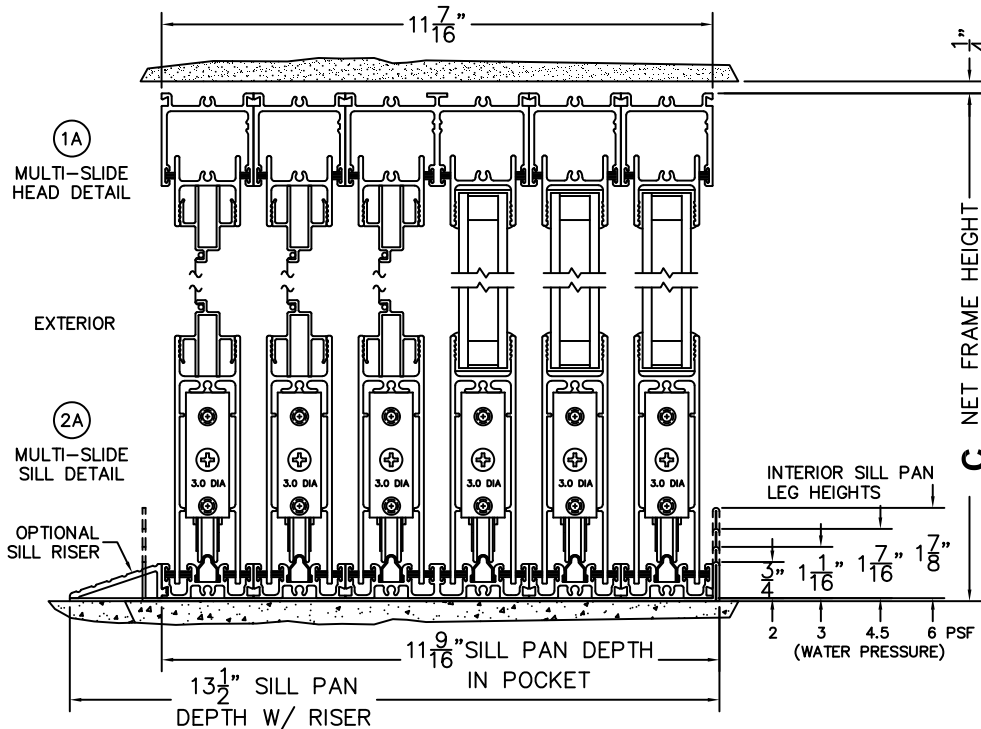 11 7/16"
1/4"
1A
MULTI-SLIDE
HEAD DETAIL
NET FRAME HEIGHT
EXTERIOR
2A
MULTI-SLIDE
SILL DETAIL
3.0 DIA
3.0 DIA
3.0 DIA
3.0 DIA
3.0 DIA
3.0 DIA
INTERIOR SILL PAN
LEG HEIGHTS
OPTIONAL
SILL RISER
3/4"
1 1/16"
1 7/16"
1 7/8"
2 3 4.5 6 PSF
(WATER PRESSURE)
11 9/16" SILL PAN DEPTH
IN POCKET
13 1/2" SILL PAN
DEPTH W/ RISER